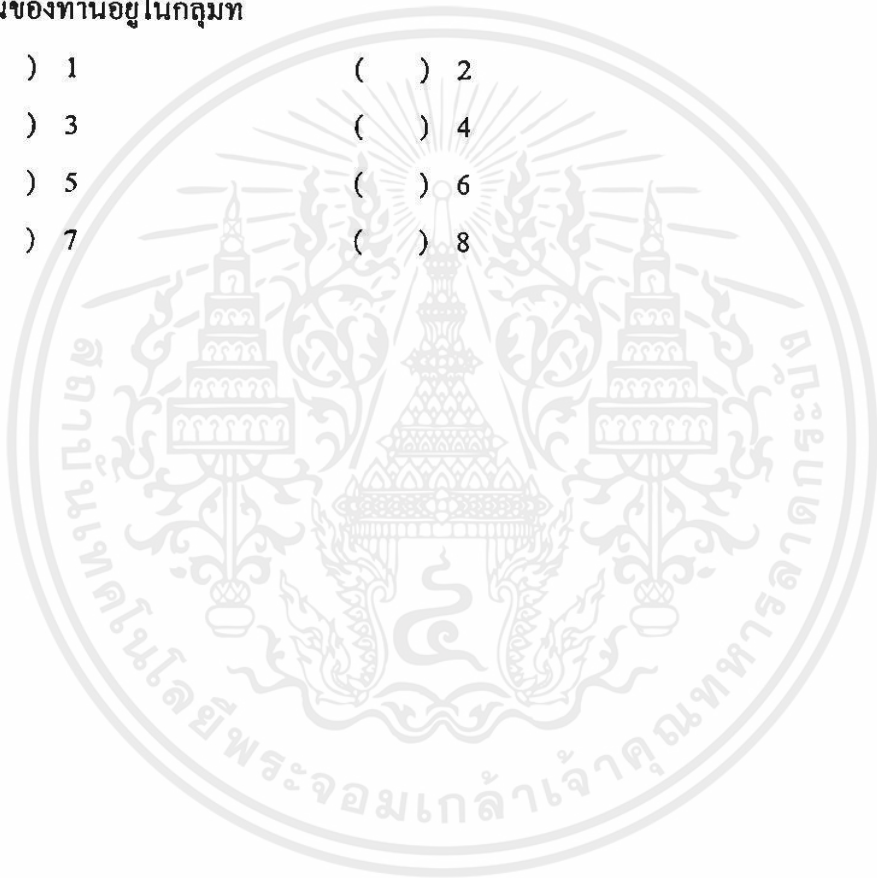 ของท่านอยู่ในกลุ่มที่
) 1 ( ) 2
) 3 ( ) 4
) 5 ( ) 6
) 7 ( ) 8
สถาบันเทคโนโลยีพระจอมเกล้าเจ้าคุณทหารลาดกระบัง